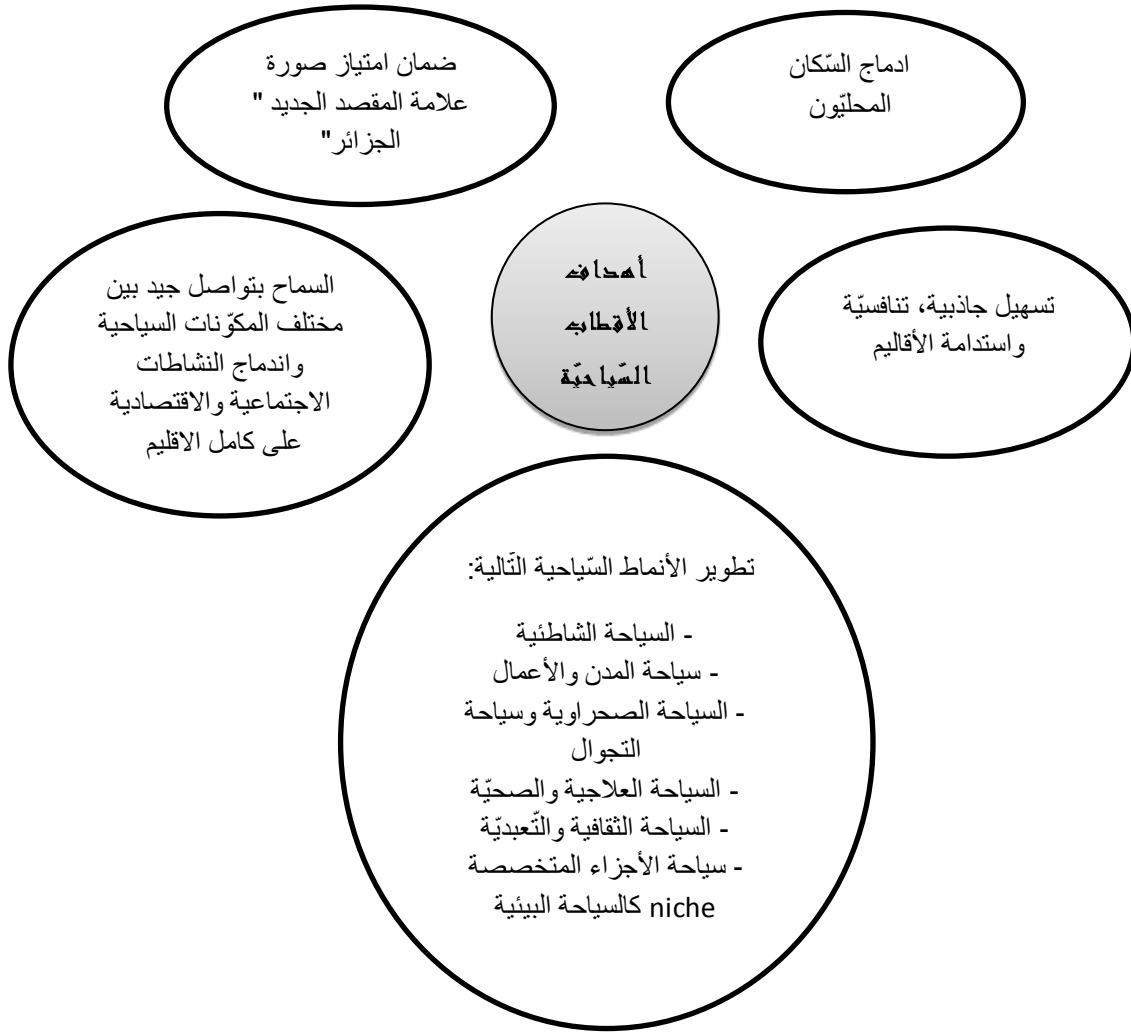 ادماج السّكان
المحليّون
ضمان امتياز صورة
علامة المقصد الجديد "
الجزائر"
أهداف
الأقطاب
السّياحيّة
تسهيل جاذبية، تنافسيّة
واستدامة الأقاليم
السماح بتواصل جيد بين
مختلف المكوّنات السياحية
واندماج النشاطات
الاجتماعية والاقتصادية
على كامل الاقليم
تطوير الأنماط السّياحية التّالية:
- السياحة الشاطئية
- سياحة المدن والأعمال
- السياحة الصحراوية وسياحة
التجوال
- السياحة العلاجية والصحيّة
- السياحة الثقافية والتّعبديّة
- سياحة الأجزاء المتخصصة
niche كالسياحة البيئية